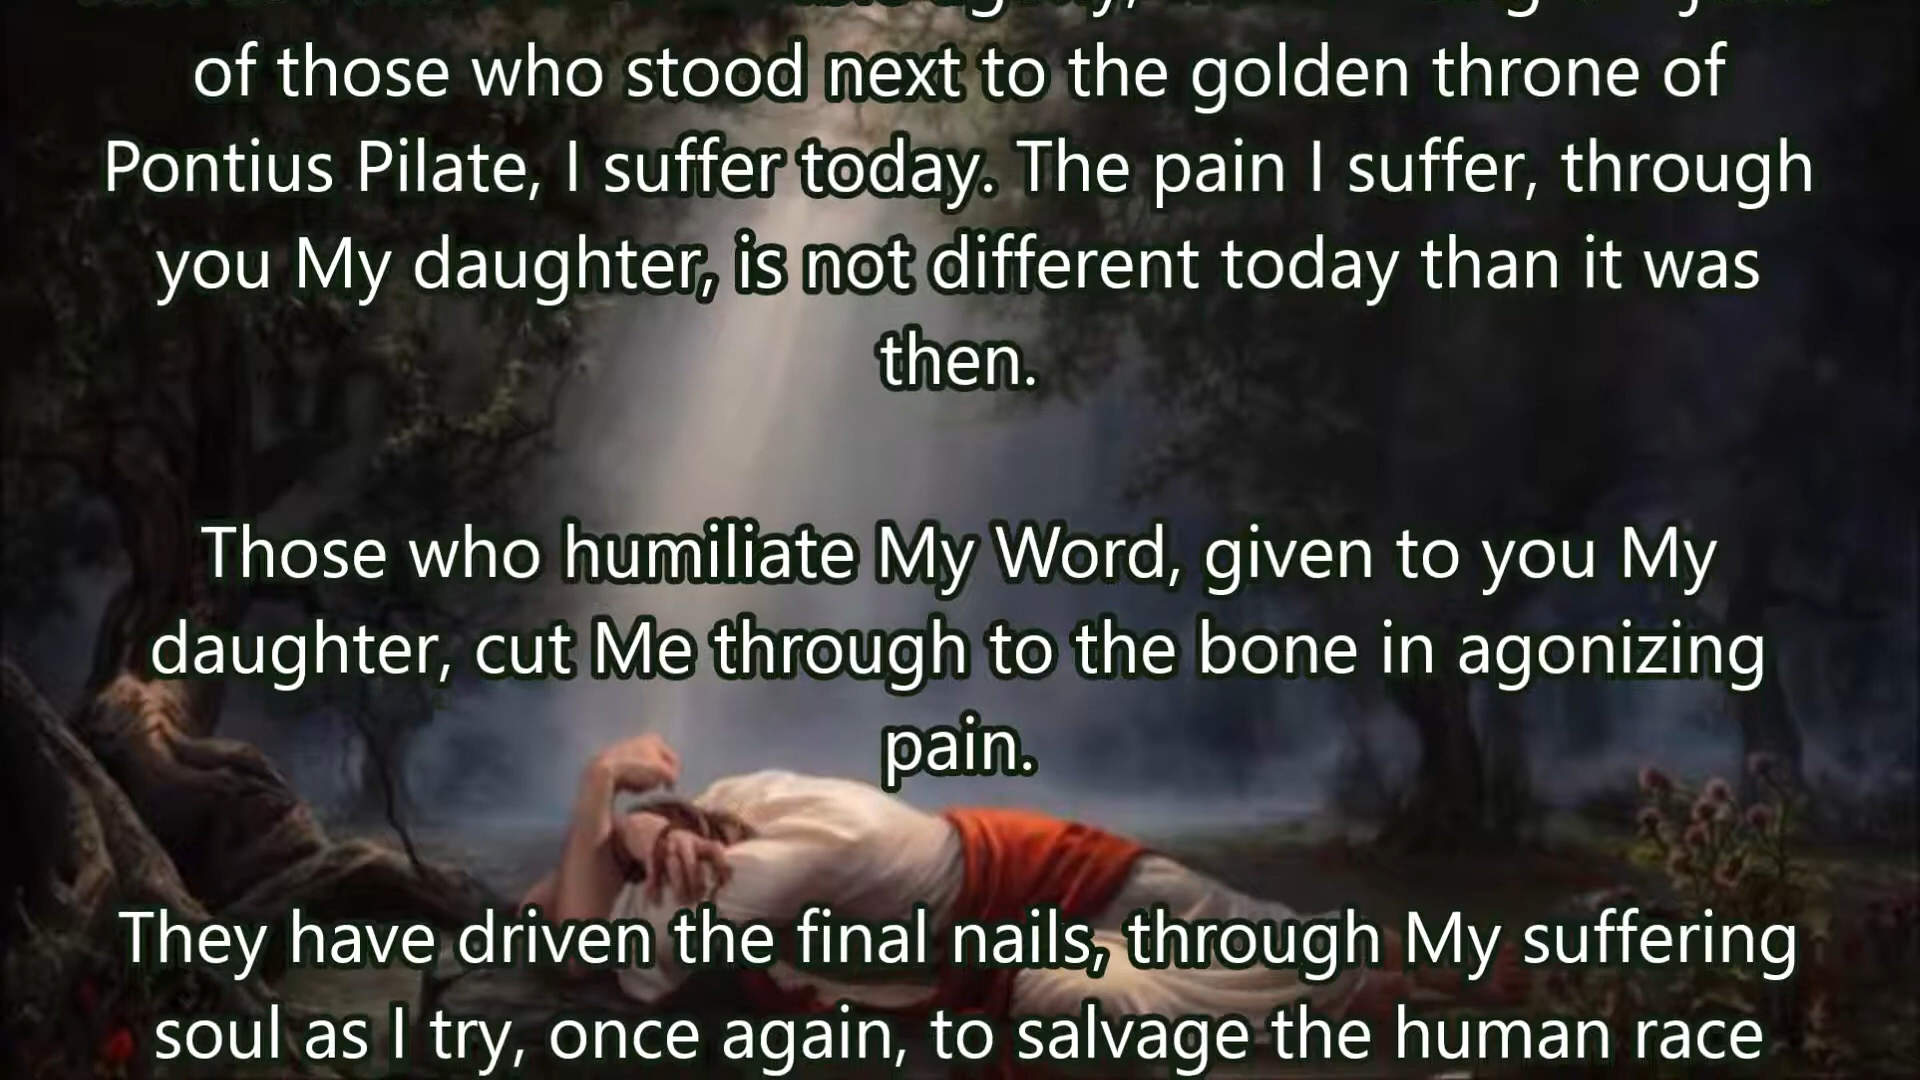 of those who stood next to the golden throne of
Pontius Pilate, I suffer today. The pain I suffer, through
you My daughter, is not different today than it was
then.
Those who humiliate My Word, given to you My
daughter, cut Me through to the bone in agonizing
pain.
They have driven the final nails, through My suffering
soul as I try, once again, to salvage the human race